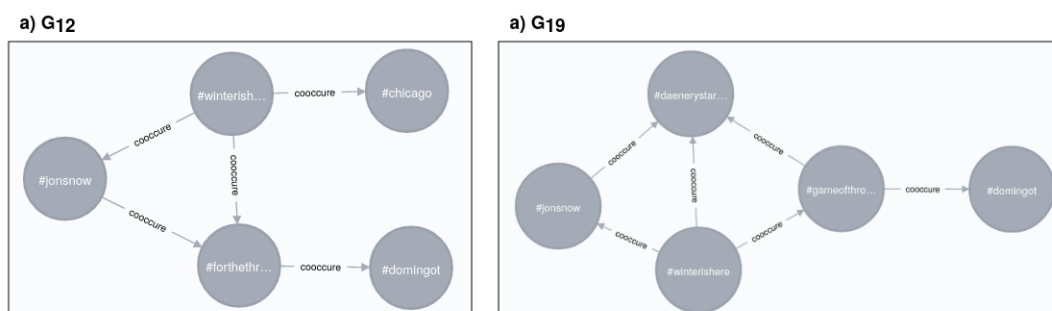 a) G12
#winterish...
cooccure
#chicago
cooccure
cooccure
#jonsnow
cooccure
#forthethr...
cooccure
#domingot
a) G19
#daenerystar...
cooccure
cooccure
cooccure
#jonsnow
#gameofthro...
cooccure
#domingot
cooccure
cooccure
#winterishere